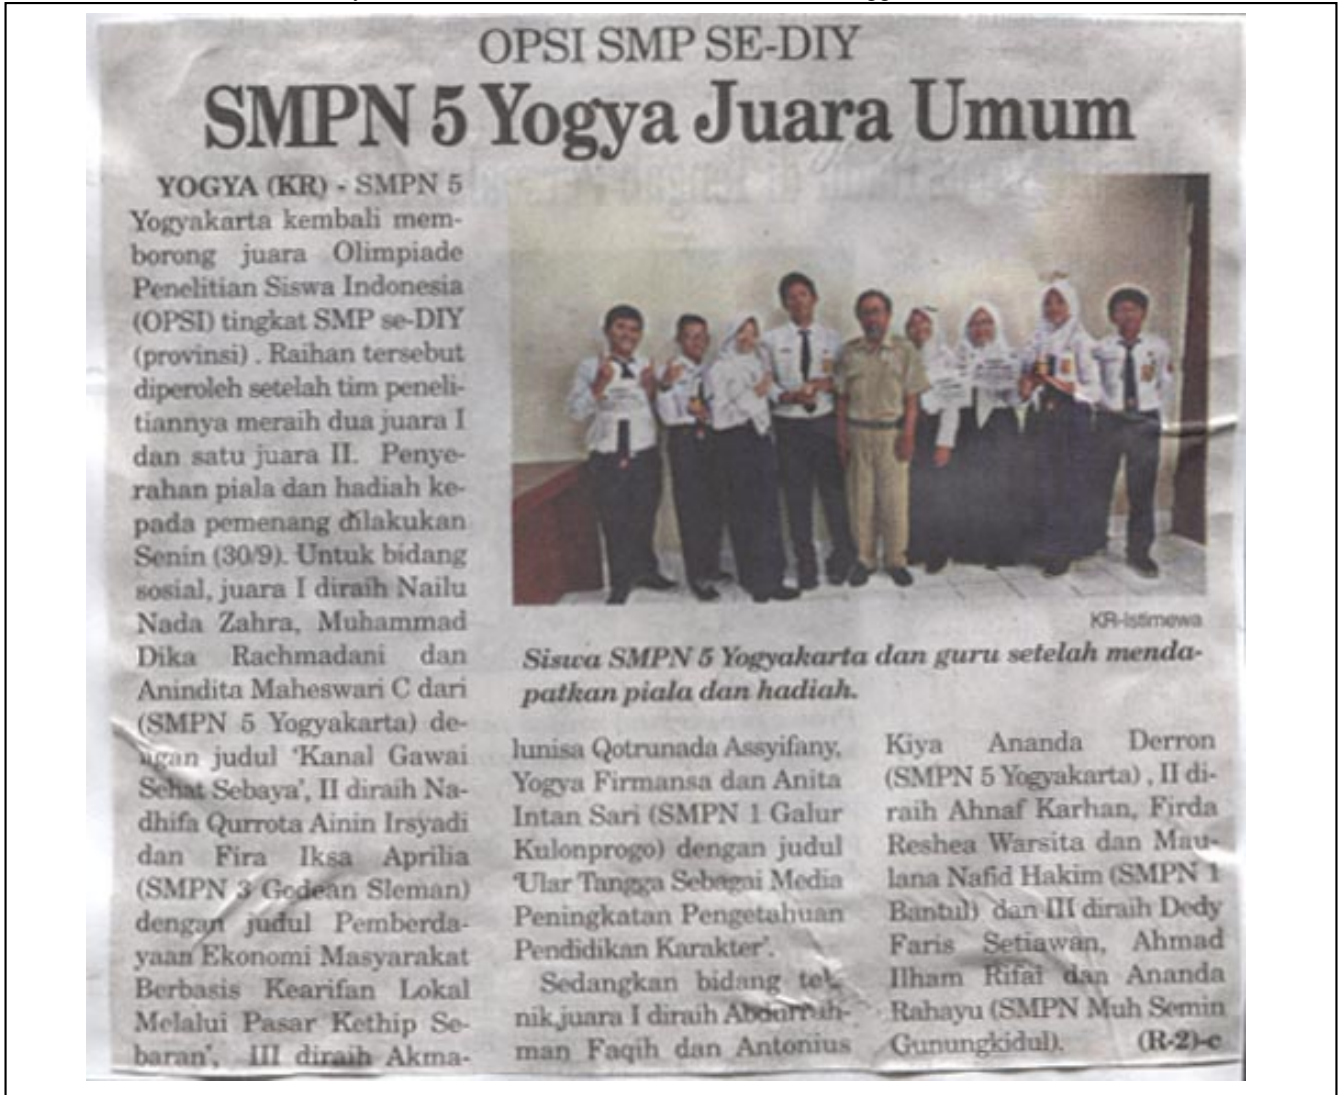 OPSI SMP SE-DIY
SMPN 5 Yogya Juara Umum
YOGYA (KR) - SMPN 5
Yogyakarta kembali mem-
borong juara Olimpiade
Penelitian Siswa Indonesia
(OPSI) tingkat SMP se-DIY
(provinsi) . Raihan tersebut
diperoleh setelah tim peneli-
tiannya meraih dua juara I
dan satu juara II. Penye-
rahan piala dan hadiah ke-
pada pemenang dilakukan
Senin (30/9). Untuk bidang
sosial, juara I diraih Nailu
Nada Zahra, Muhammad
Dika Rachmadani dan
Anindita Maheswari C dari
(SMPN 5 Yogyakarta) de-
ngan judul 'Kanal Gawai
Sehat Sebaya', II diraih Na-
dhifa Qurrota Ainin Irsyadi
dan Fira Iksa Aprilia
(SMPN 3 Godean Sleman)
dengan judul Pemberda-
yaan Ekonomi Masyarakat
Berbasis Kearifan Lokal
Melalui Pasar Kethip Se-
baran', III diraih Akma-
KR-Istimewa
Siswa SMPN 5 Yogyakarta dan guru setelah menda-
patkan piala dan hadiah.
lunisa Qotrunada Assyifany,
Yogya Firmansa dan Anita
Intan Sari (SMPN 1 Galur
Kulonprogo) dengan judul
'Ular Tangga Sebagai Media
Peningkatan Pengetahuan
Pendidikan Karakter'.
Sedangkan bidang tek-
nik,juara I diraih Abdurrah-
man Faqih dan Antonius
Kiya Ananda Derron
(SMPN 5 Yogyakarta) , II di-
raih Ahnaf Karhan, Firda
Reshea Warsita dan Mau-
lana Nafid Hakim (SMPN 1
Bantul) dan III diraih Dedy
Faris Setiawan, Ahmad
Ilham Rifai dan Ananda
Rahayu (SMPN Muh Semin
Gunungkidul). (R-2)-c